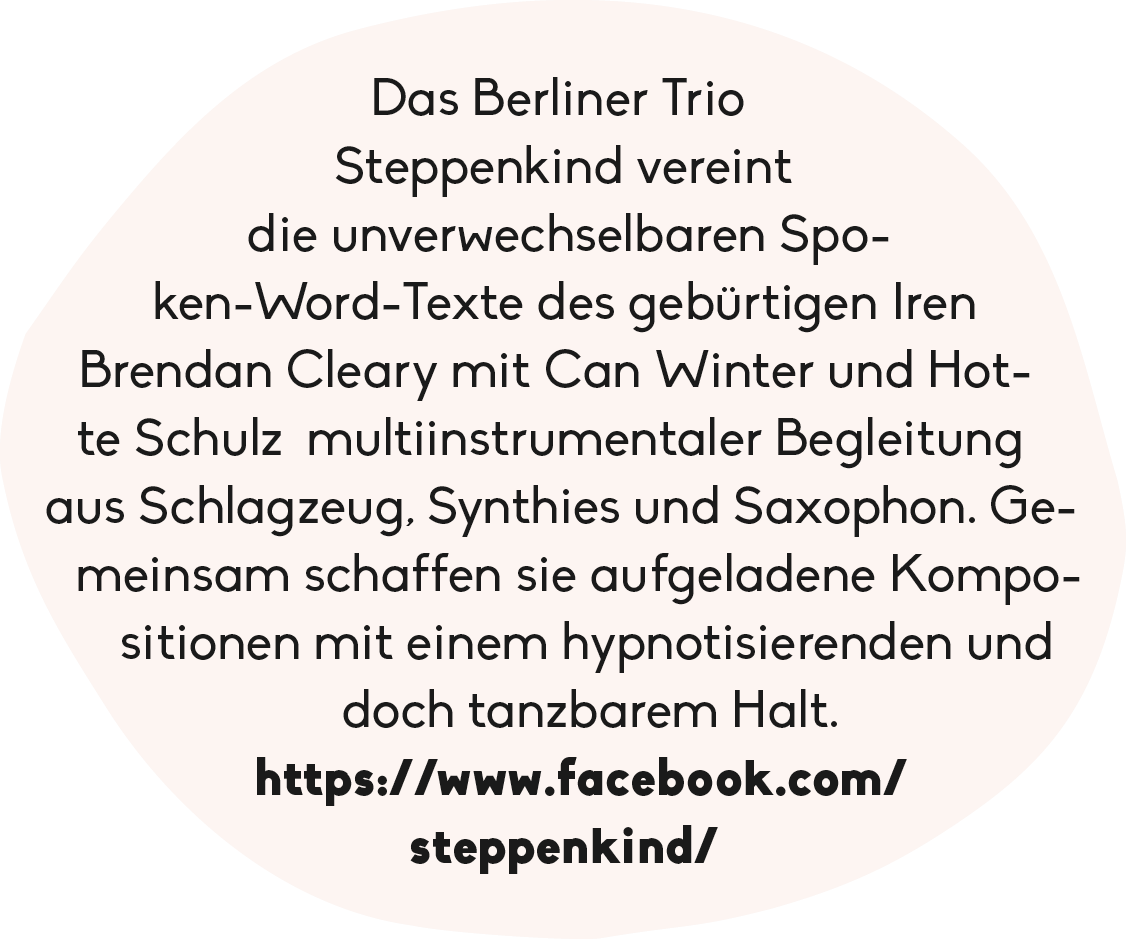 Das Berliner Trio
Steppenkind vereint
die unverwechselbaren Spo-
ken-Word-Texte des gebürtigen Iren
Brendan Cleary mit Can Winter und Hot-
te Schulz  multiinstrumentaler Begleitung
aus Schlagzeug, Synthies und Saxophon. Ge-
meinsam schaffen sie aufgeladene Kompo-
sitionen mit einem hypnotisierenden und
doch tanzbarem Halt.
https://www.facebook.com/
steppenkind/